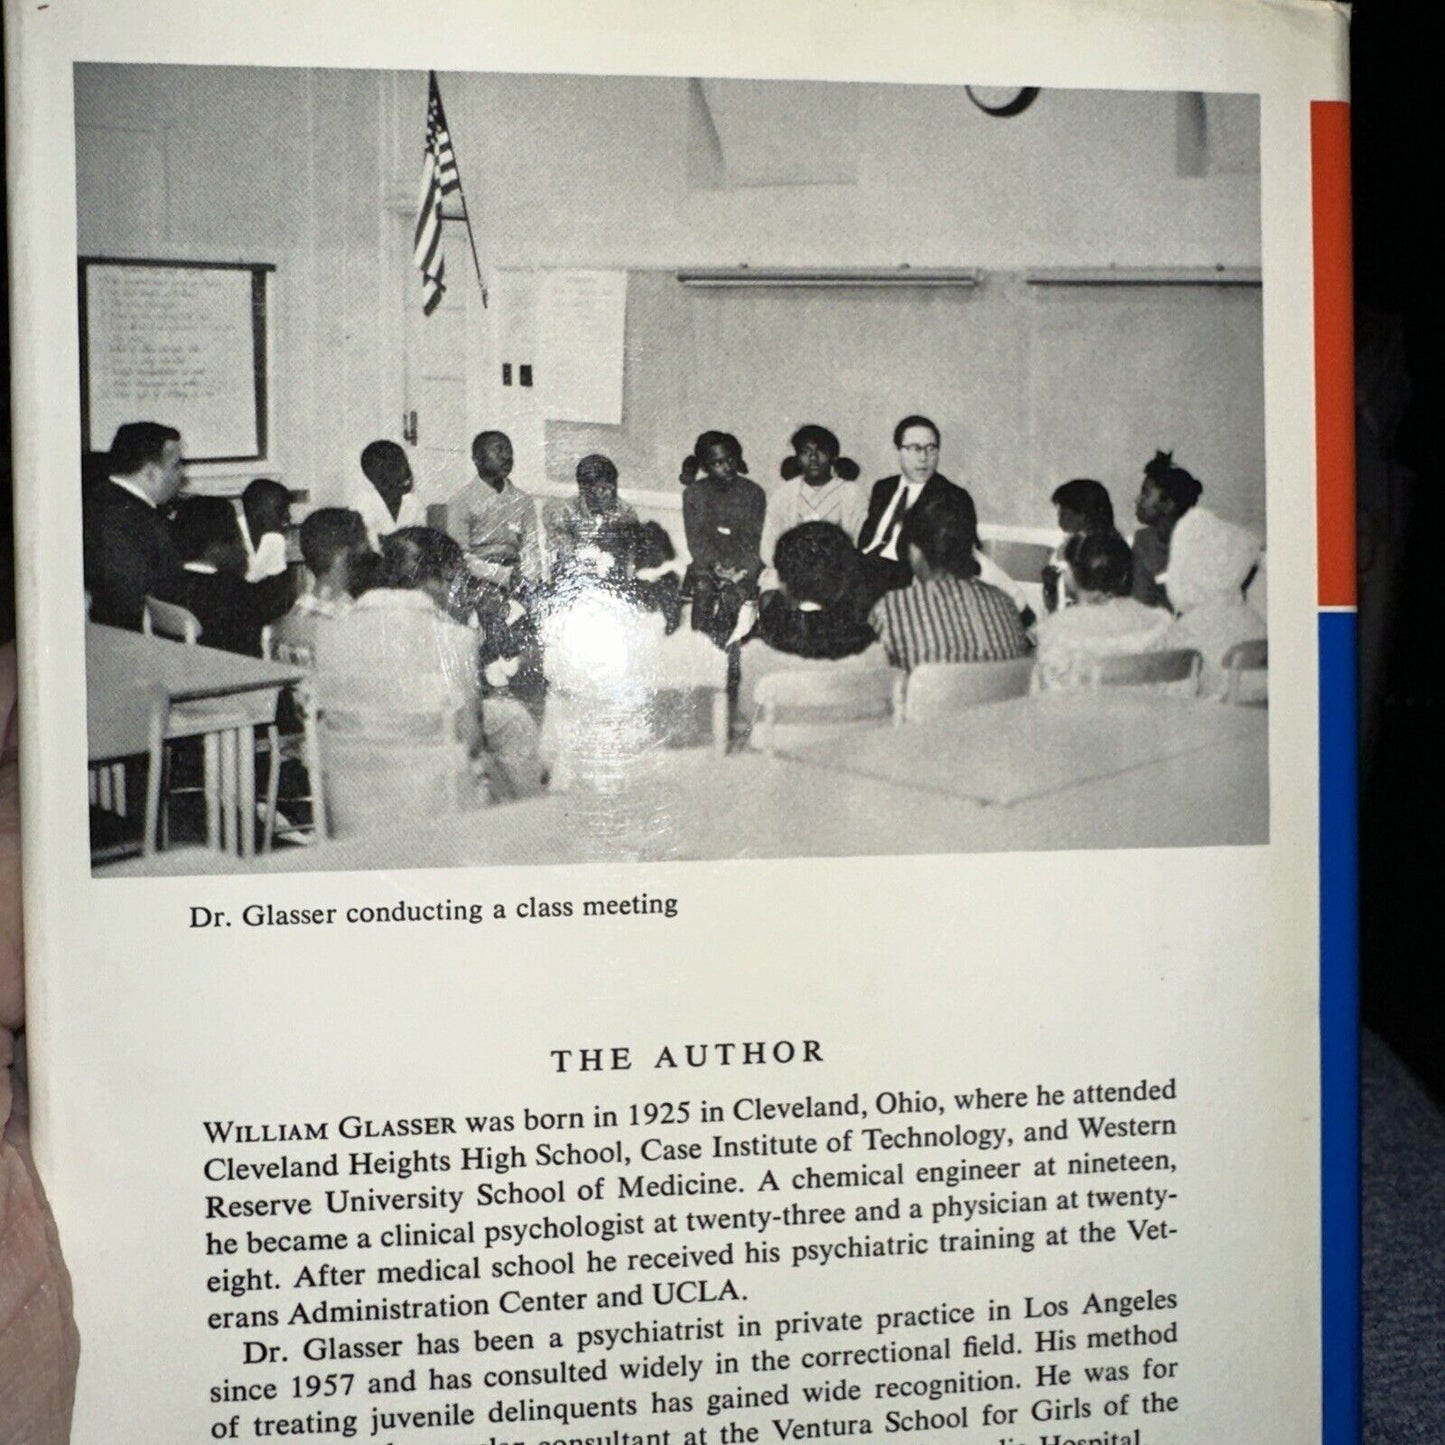 Dr. Glasser conducting a class meeting
THE AUTHOR
WILLIAM GLASSER was born in 1925 in Cleveland, Ohio, where he attended
Cleveland Heights High School, Case Institute of Technology, and Western
Reserve University School of Medicine. A chemical engineer at nineteen,
he became a clinical psychologist at twenty-three and a physician at twenty-
eight. After medical school he received his psychiatric training at the Vet-
erans Administration Center and UCLA.
Dr. Glasser has been a psychiatrist in private practice in Los Angeles
since 1957 and has consulted widely in the correctional field. His method
of treating juvenile delinquents has gained wide recognition. He was for
consultant at the Ventura School for Girls of the
Hospital